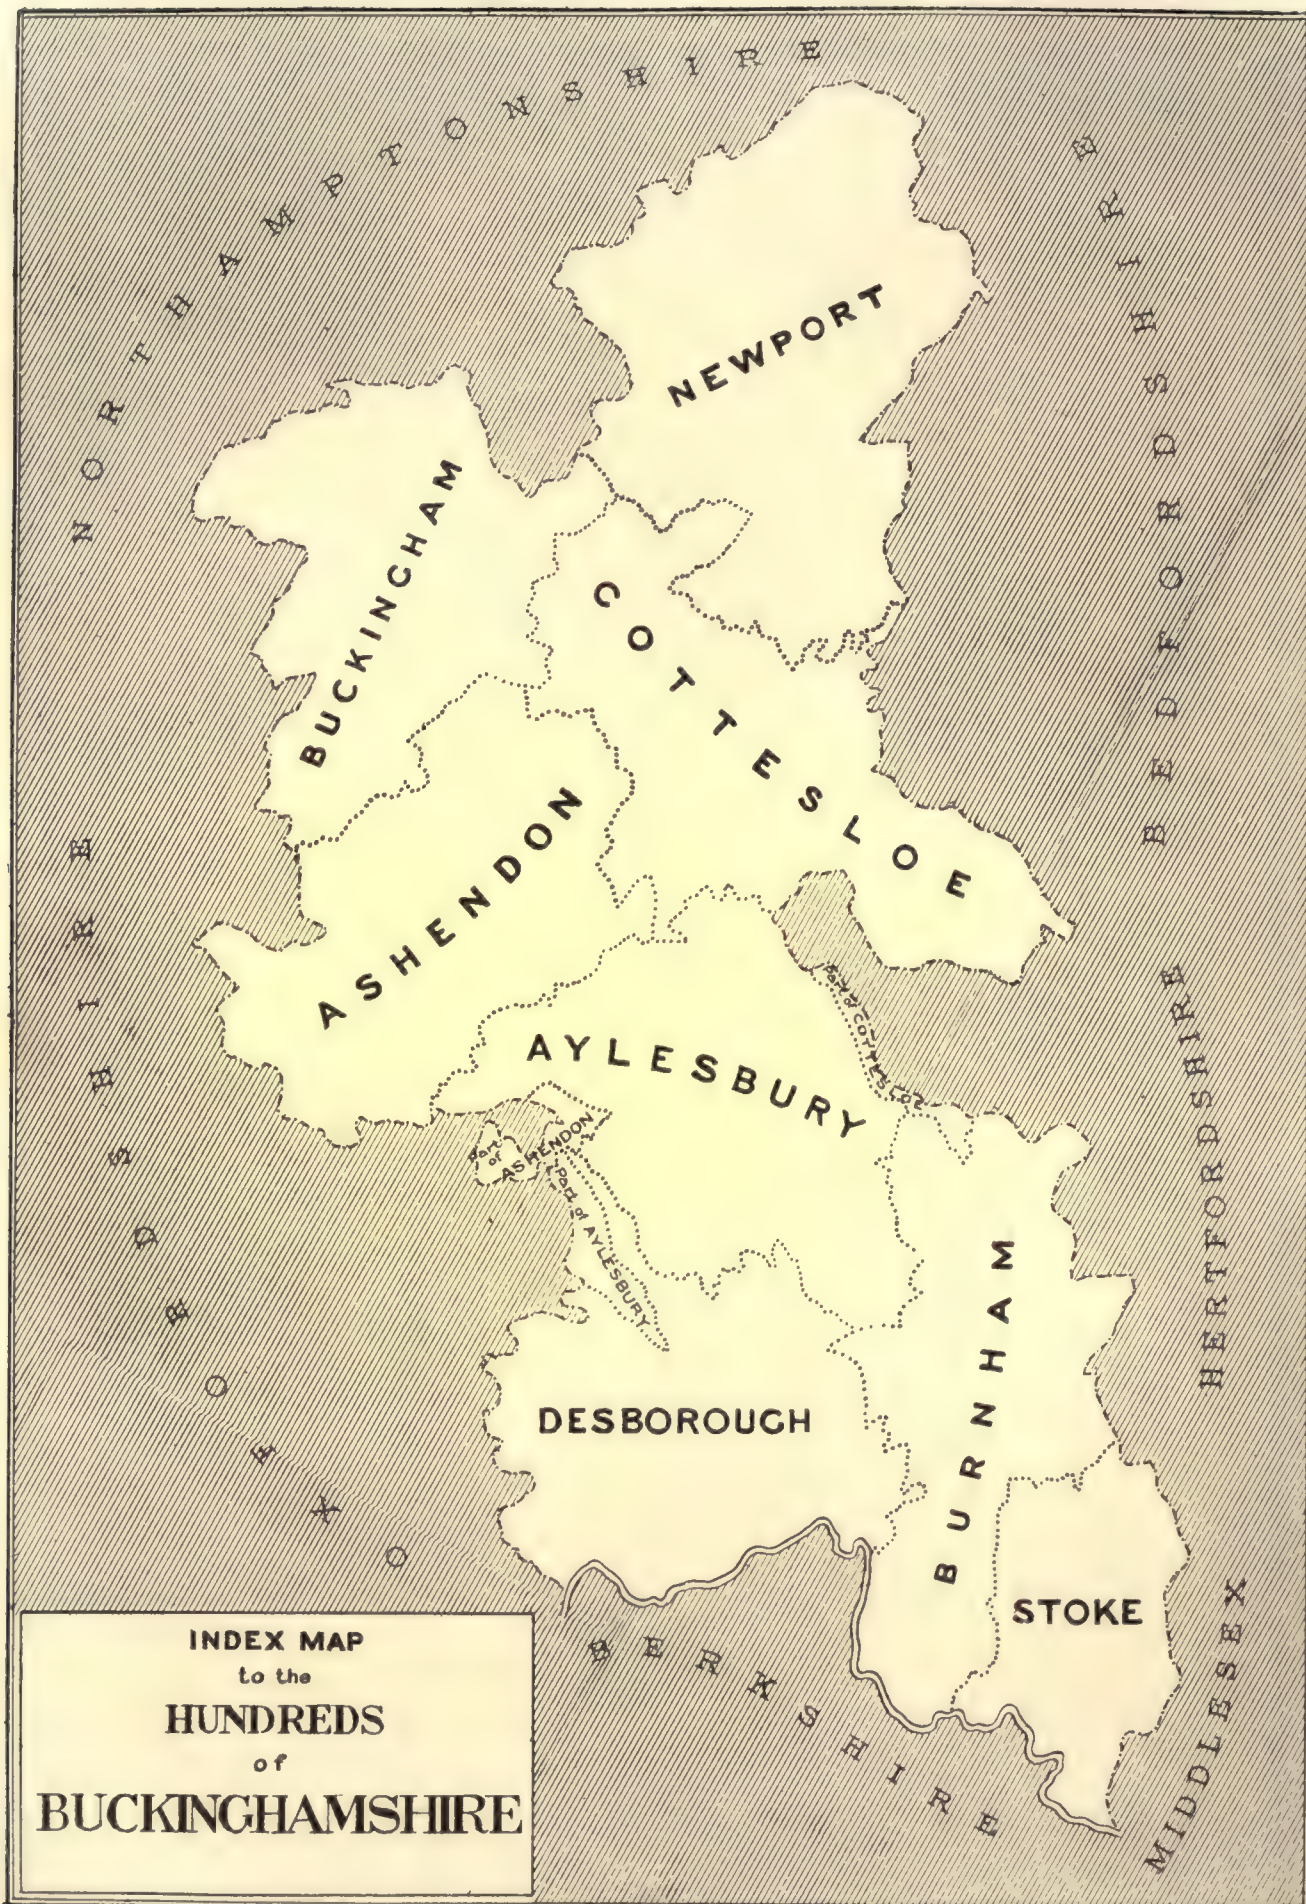 NORTHAMPTONSHIRE
BEDFORDSHIRE
NEWPORT
BUCKINGHAM
COTTESLOE
ASHENDON
OXFORDSHIRE
HERTFORDSHIRE
AYLESBURY
Part of COTTESLOE
Part
of
ASHENDON
Part of AYLESBURY
DESBOROUGH
BURNHAM
STOKE
BERKSHIRE
MIDDLESEX
INDEX MAP
to the
HUNDREDS
of
BUCKINGHAMSHIRE